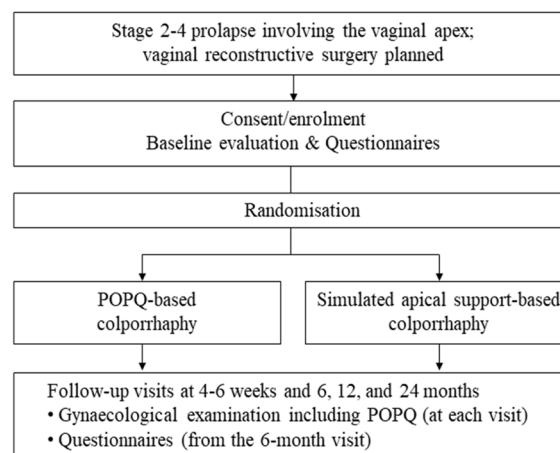 Stage 2-4 prolapse involving the vaginal apex;
vaginal reconstructive surgery planned
Consent/enrolment
Baseline evaluation & Questionnaires
Randomisation
POPQ-based
colporrhaphy
Simulated apical support-based
colporrhaphy
Follow-up visits at 4-6 weeks and 6, 12, and 24 months
• Gynaecological examination including POPQ (at each visit)
• Questionnaires (from the 6-month visit)